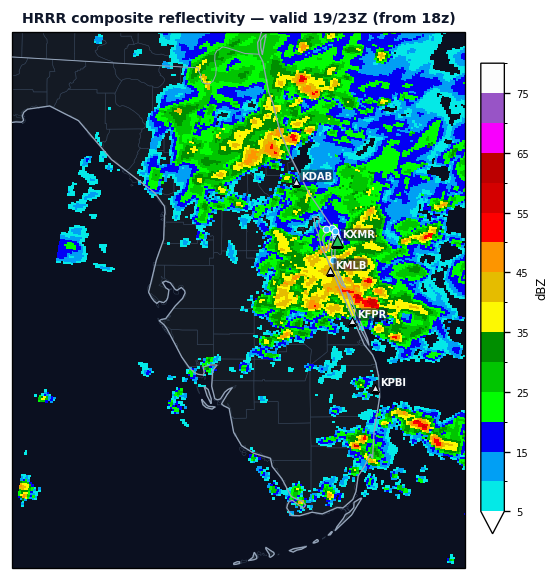 HRRR composite reflectivity — valid 19/23Z (from 18z)
KDAB
KXMR
KMLB
KFPR
KPBI
75
65
55
45
35
25
15
5
dBZ